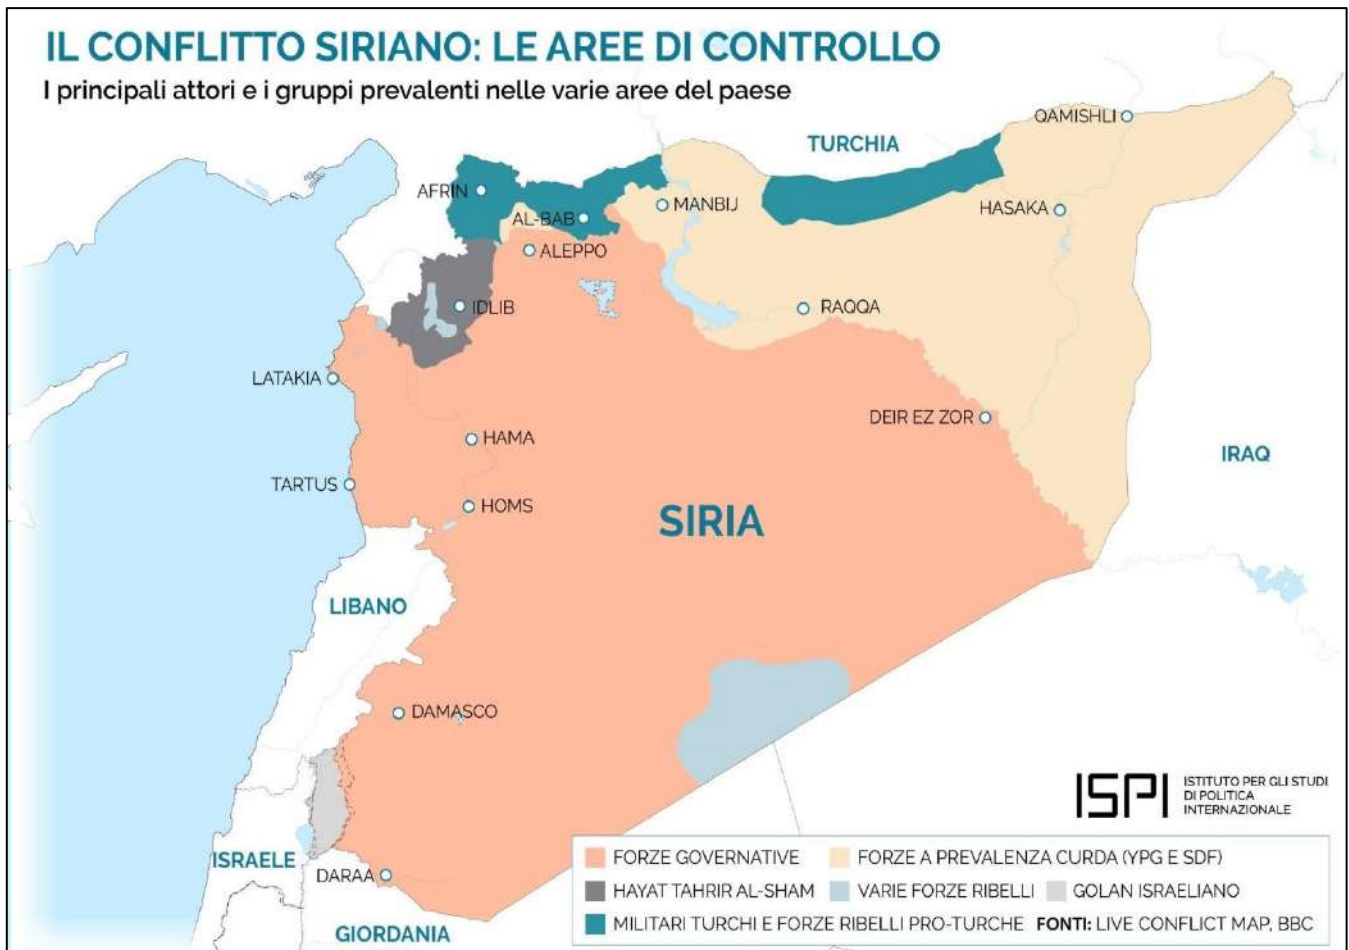 IL CONFLITTO SIRIANO: LE AREE DI CONTROLLO
I principali attori e i gruppi prevalenti nelle varie aree del paese
QAMISHLI
TURCHIA
AFRIN
MANBIJ
HASAKA
AL-BAB
ALEPPO
IDLIB
RAQQA
LATAKIA
DEIR EZ ZOR
HAMA
IRAQ
TARTUS
HOMS
SIRIA
LIBANO
DAMASCO
ISPI
ISTITUTO PER GLI STUDI
DI POLITICA
INTERNAZIONALE
ISRAELE
DARAA
GIORDANIA
FORZE GOVERNATIVE
FORZE A PREVALENZA CURDA (YPG E SDF)
HAYAT TAHRIR AL-SHAM
VARIE FORZE RIBELLI
GOLAN ISRAELIANO
MILITARI TURCHI E FORZE RIBELLI PRO-TURCHE
FONTI: LIVE CONFLICT MAP, BBC